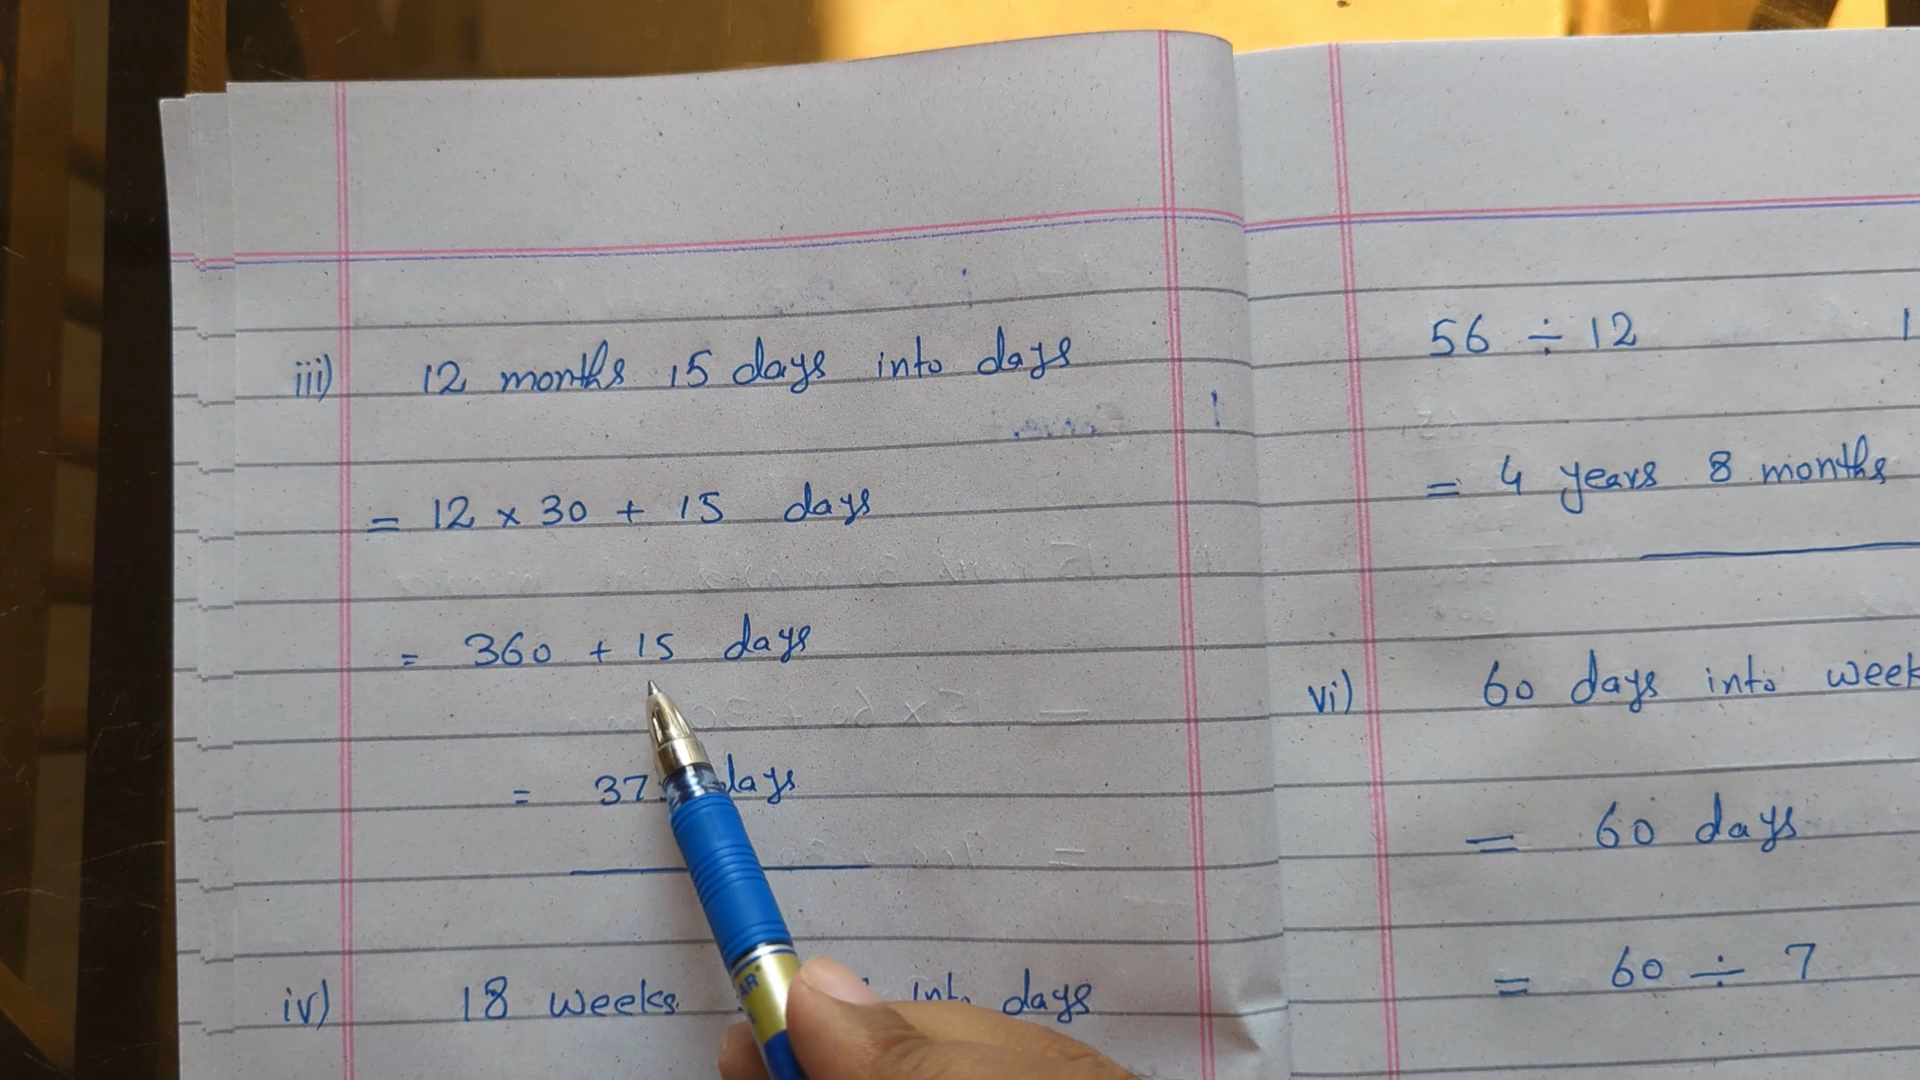 iii) 12 months 15 days into days
= 12 x 30 + 15 days
= 360 + 15 days
= 37 days
iv) 18 weeks into days
56 ÷ 12
= 4 years 8 months
vi) 60 days into week
= 60 days
= 60 ÷ 7